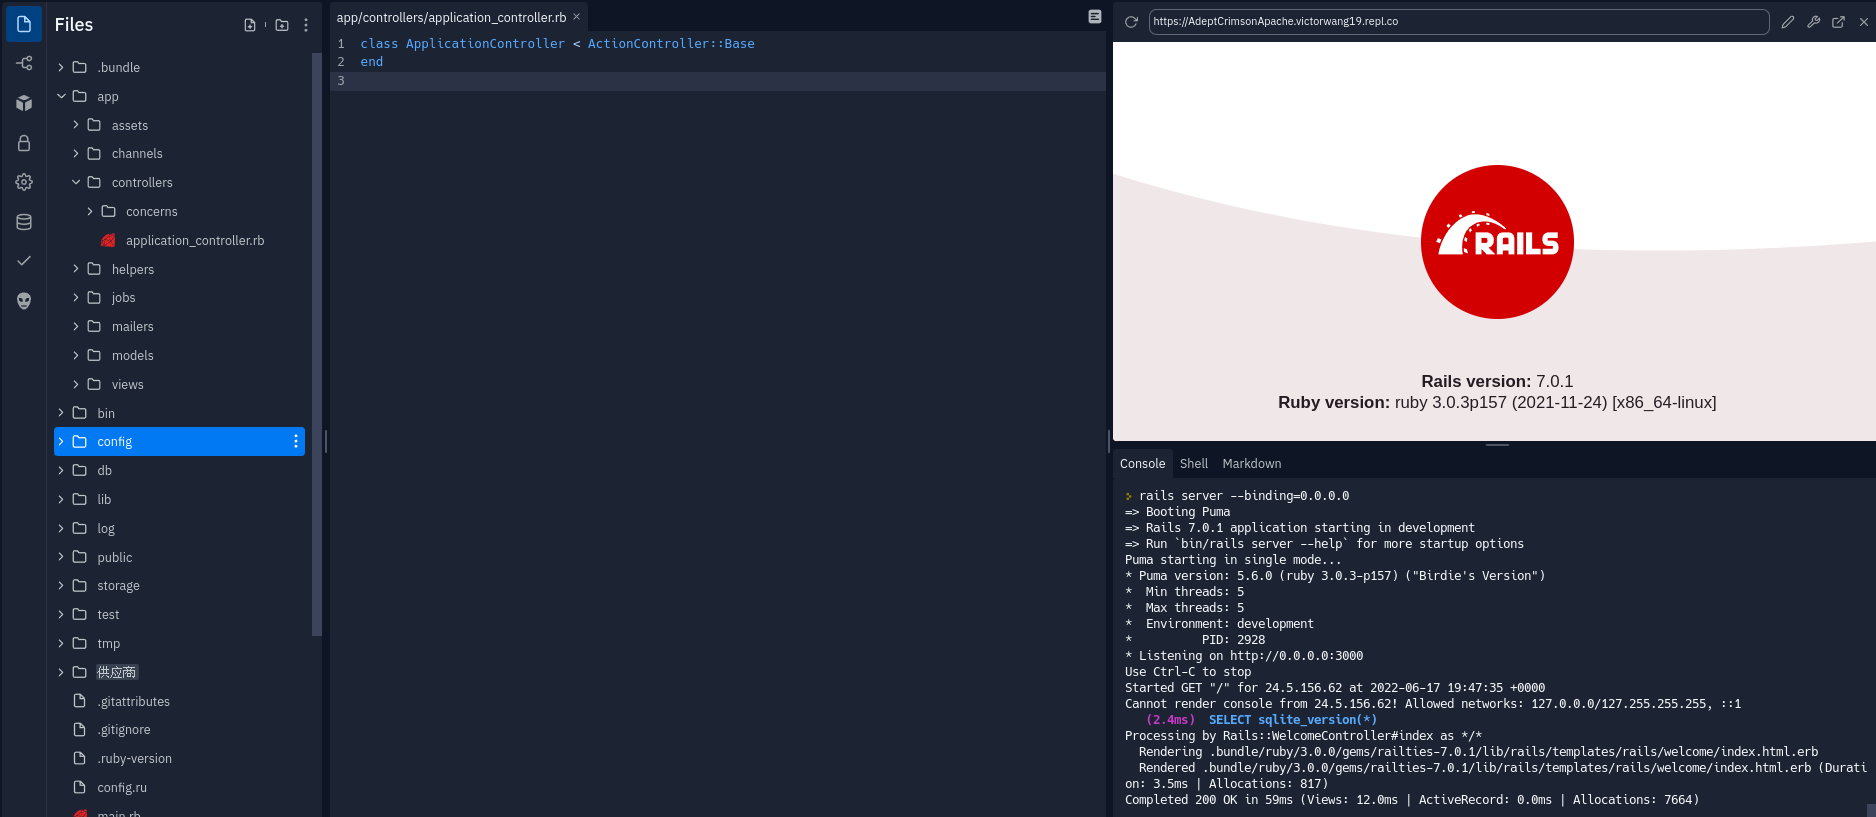 Files
.bundle
app
assets
channels
controllers
concerns
application_controller.rb
helpers
jobs
mailers
models
views
bin
config
db
lib
log
public
storage
test
tmp
供应商
.gitattributes
.gitignore
.ruby-version
config.ru
main.rb
app/controllers/application_controller.rb
1 class ApplicationController < ActionController::Base
2 end
3
https://AdeptCrimsonApache.victorwang19.repl.co
RAILS
Rails version: 7.0.1
Ruby version: ruby 3.0.3p157 (2021-11-24) [x86_64-linux]
Console Shell Markdown
rails server --binding=0.0.0.0
=> Booting Puma
=> Rails 7.0.1 application starting in development
=> Run `bin/rails server --help` for more startup options
Puma starting in single mode...
* Puma version: 5.6.0 (ruby 3.0.3-p157) ("Birdie's Version")
* Min threads: 5
* Max threads: 5
* Environment: development
* PID: 2928
* Listening on http://0.0.0.0:3000
Use Ctrl-C to stop
Started GET "/" for 24.5.156.62 at 2022-06-17 19:47:35 +0000
Cannot render console from 24.5.156.62! Allowed networks: 127.0.0.0/127.255.255.255, ::1
(2.4ms) SELECT sqlite_version(*)
Processing by Rails::WelcomeController#index as */*
Rendering .bundle/ruby/3.0.0/gems/railties-7.0.1/lib/rails/templates/rails/welcome/index.html.erb
Rendered .bundle/ruby/3.0.0/gems/railties-7.0.1/lib/rails/templates/rails/welcome/index.html.erb (Durati
on: 3.5ms | Allocations: 817)
Completed 200 OK in 59ms (Views: 12.0ms | ActiveRecord: 0.0ms | Allocations: 7664)